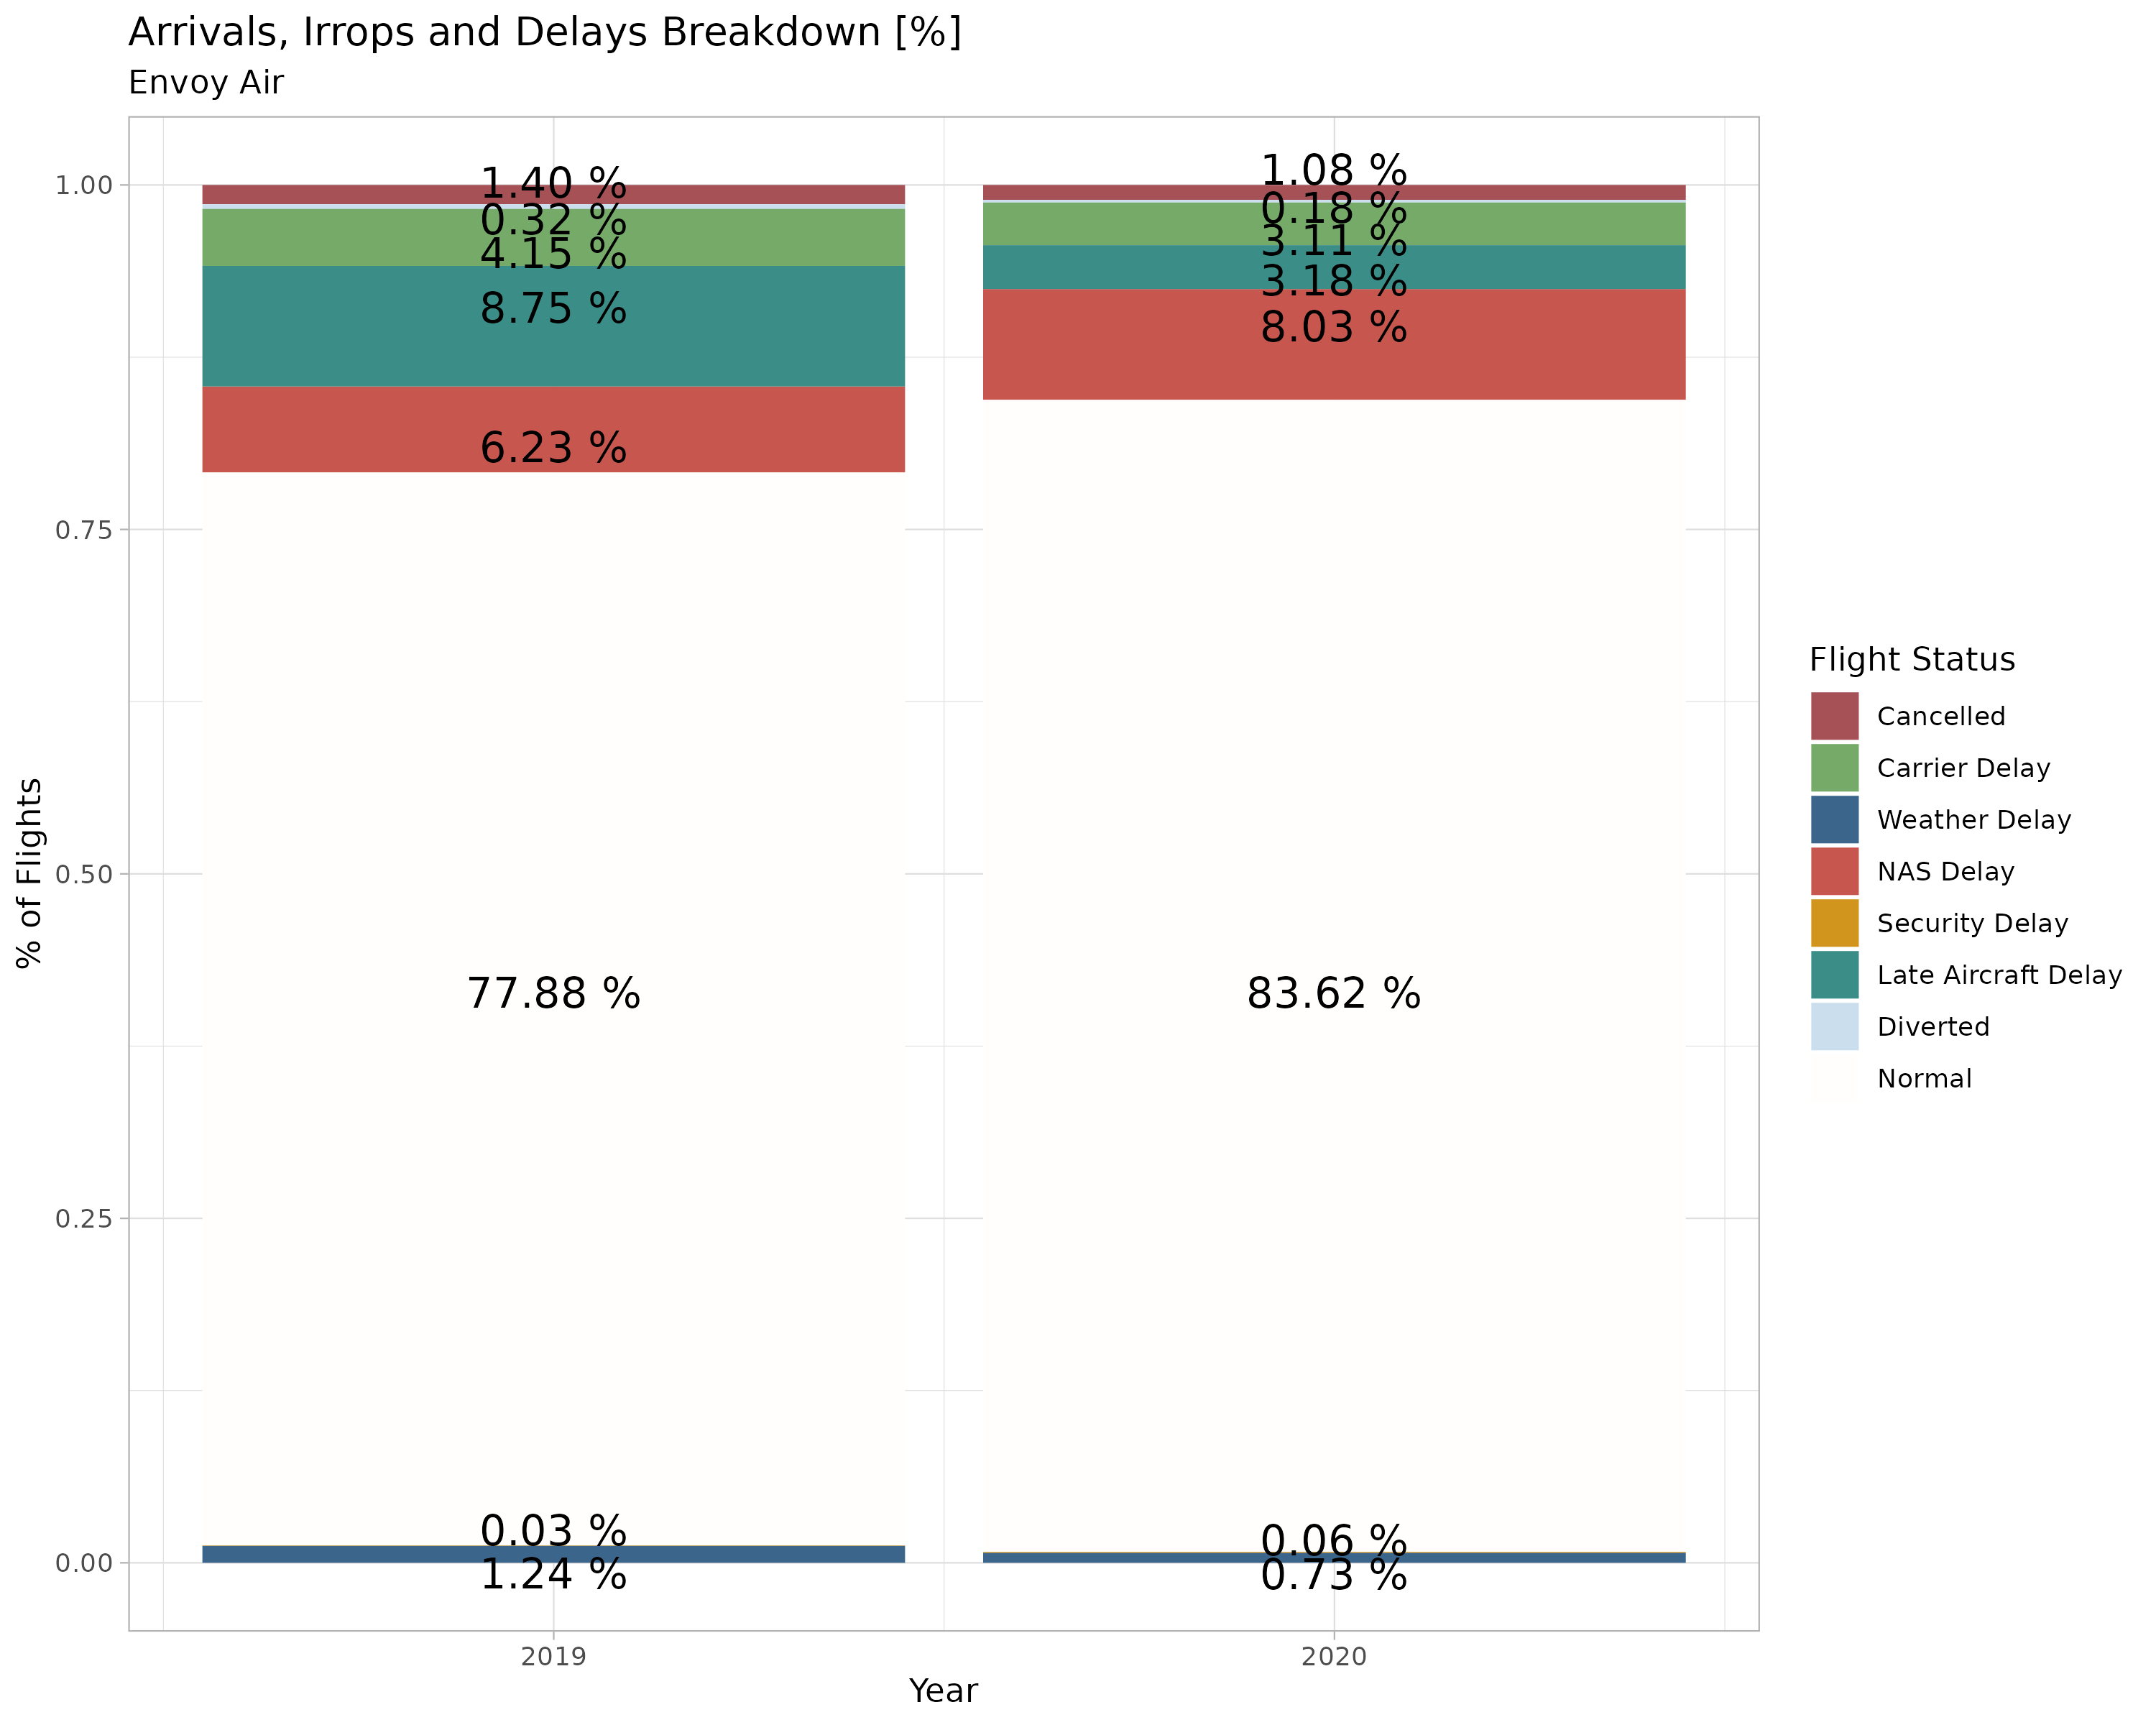 Arrivals, Irrops and Delays Breakdown [%]
Envoy Air
% of Flights
1.00
0.75
0.50
0.25
0.00
1.40 %
0.32 %
4.15 %
8.75 %
6.23 %
77.88 %
0.03 %
1.24 %
1.08 %
0.18 %
3.11 %
3.18 %
8.03 %
83.62 %
0.06 %
0.73 %
2019
2020
Year
Flight Status
Cancelled
Carrier Delay
Weather Delay
NAS Delay
Security Delay
Late Aircraft Delay
Diverted
Normal